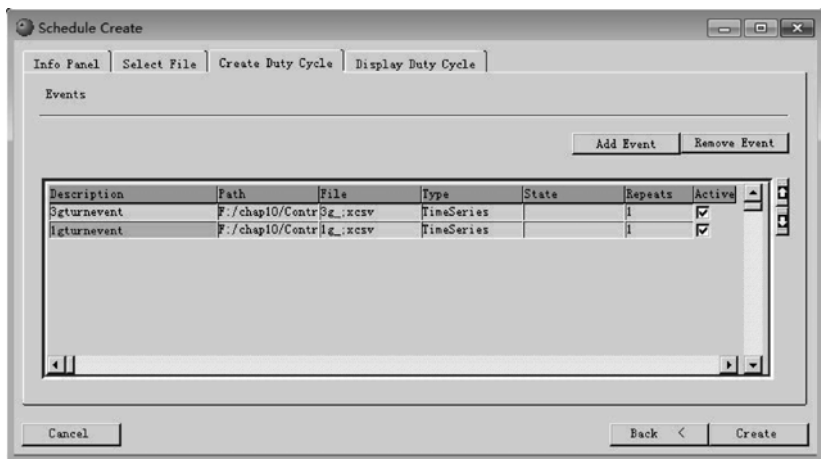 Schedule Create
Info Panel Select File Create Duty Cycle Display Duty Cycle
Events
Add Event Remove Event
Description Path File Type State Repeats Active
3gturnevent F:/chap10/Contr 3g_;xcsv TimeSeries 1
1gturnevent F:/chap10/Contr 1g_;xcsv TimeSeries 1
Cancel Back < Create